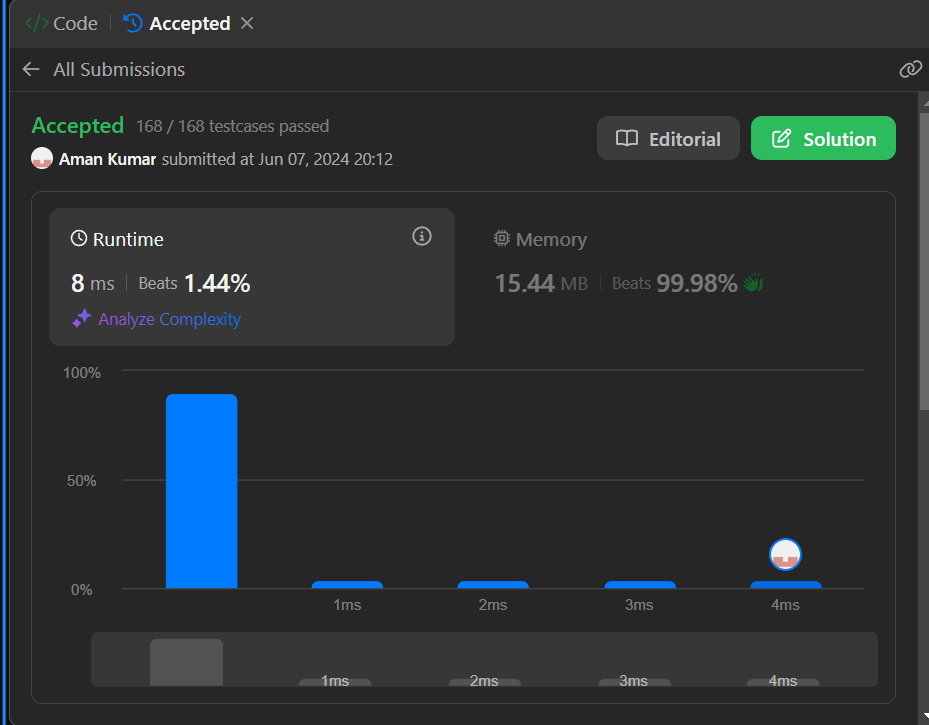 </> Code | Accepted ×
← All Submissions
Accepted 168 / 168 testcases passed
Aman Kumar submitted at Jun 07, 2024 20:12
Editorial
Solution
Runtime
8 ms | Beats 1.44%
Analyze Complexity
Memory
15.44 MB | Beats 99.98%
100%
50%
0%
1ms 2ms 3ms 4ms
1ms 2ms 3ms 4ms